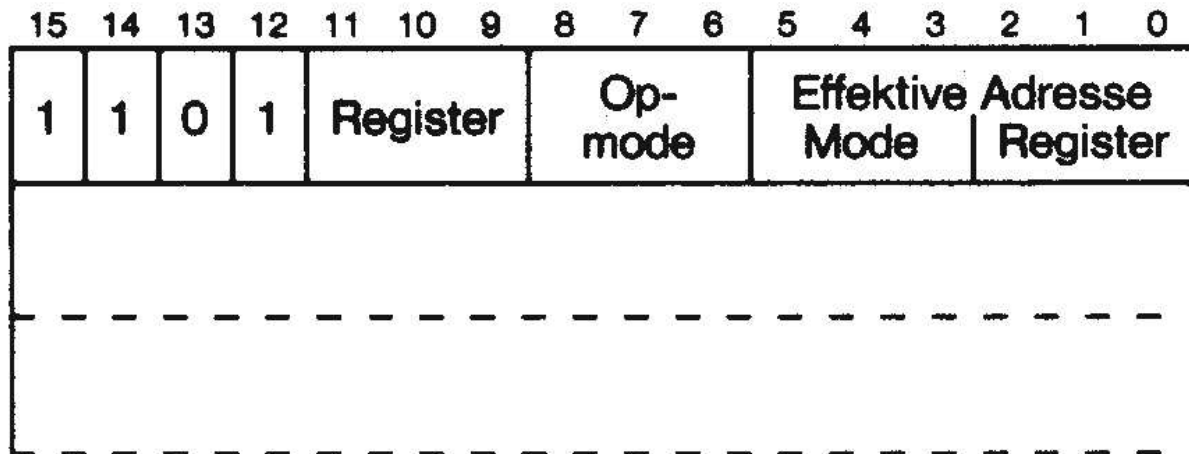 15 14 13 12 11 10 9 8 7 6 5 4 3 2 1 0
1 1 0 1 Register Op-
mode Effektive Adresse
Mode Register